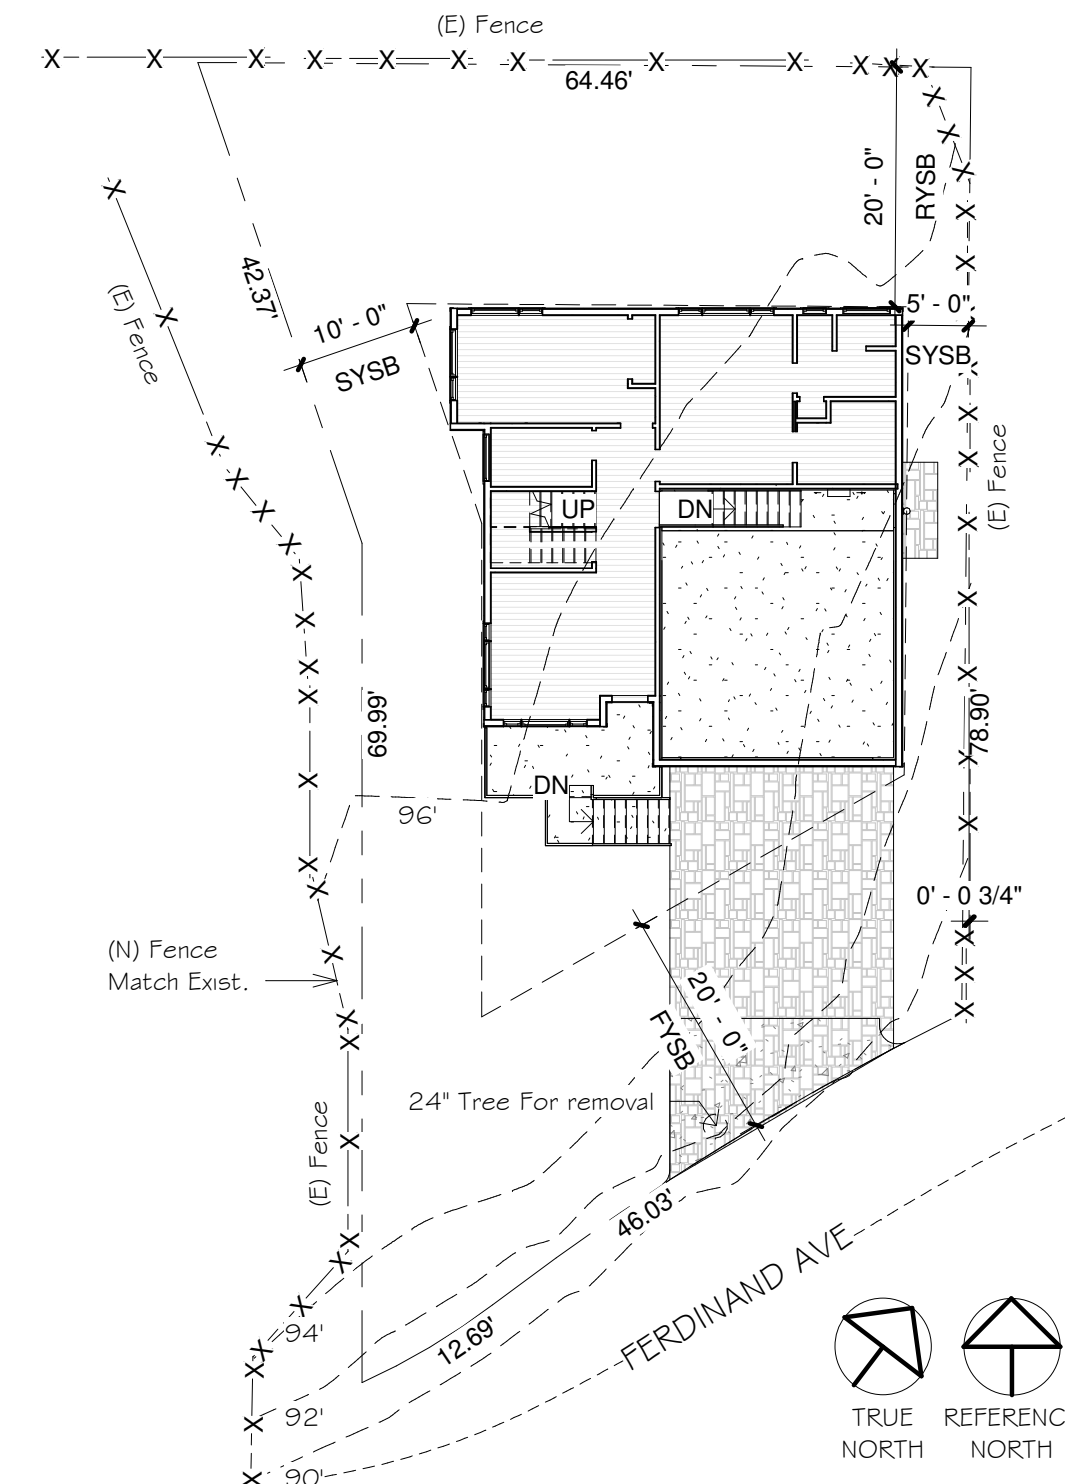 (E) Fence
64.46'
20' - 0"
RYSB
42.37'
(E) Fence
10' - 0"
SYSB
5' - 0"
SYSB
(E) Fence
UP
DN
69.99'
78.90'
DN
96'
0' - 0 3/4"
(N) Fence
Match Exist.
20' - 0"
FYSB
24" Tree For removal
(E) Fence
46.03'
FERDINAND AVE
12.69'
94'
92'
90'
TRUE
NORTH
REFERENC
NORTH